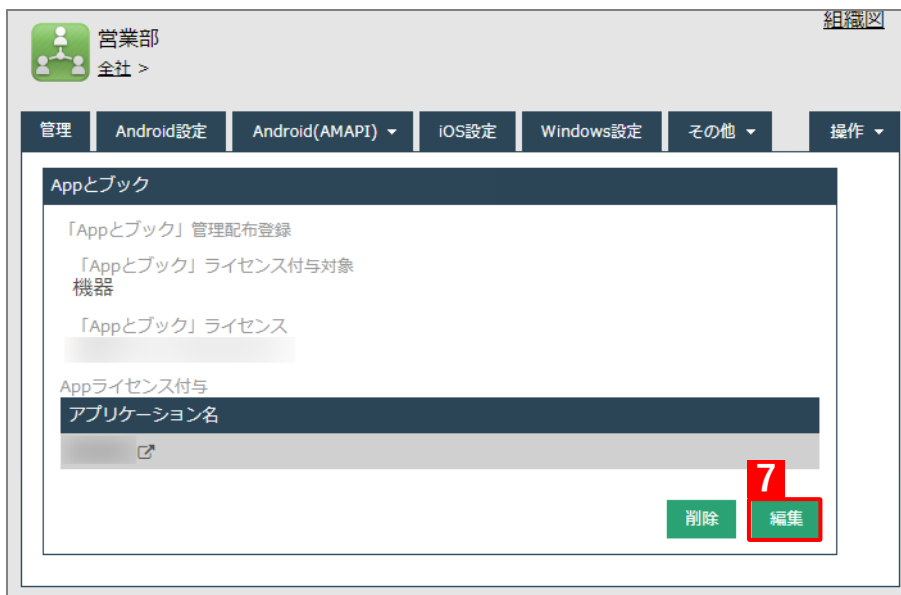 組織図
営業部
全社 >
管理 Android設定 Android(AMAPI) iOS設定 Windows設定 その他 操作
Appとブック
「Appとブック」管理配布登録
「Appとブック」ライセンス付与対象
機器
「Appとブック」ライセンス
Appライセンス付与
アプリケーション名
7
削除 編集